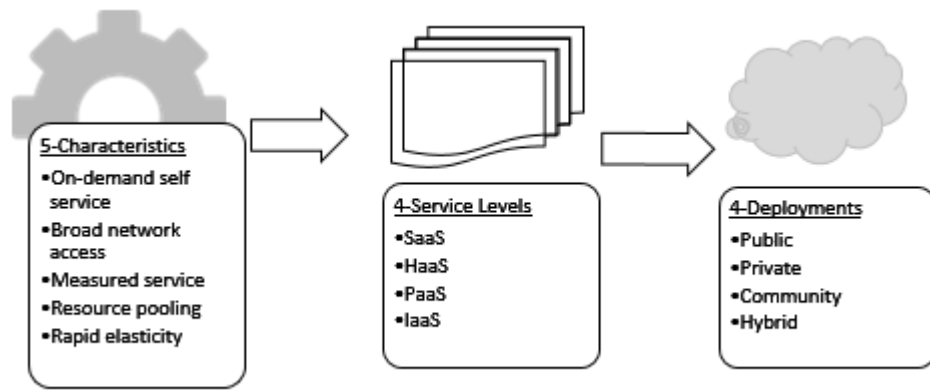 5-Characteristics
•On-demand self
service
•Broad network
access
•Measured service
•Resource pooling
•Rapid elasticity
4-Service Levels
•SaaS
•HaaS
•PaaS
•IaaS
4-Deployments
•Public
•Private
•Community
•Hybrid